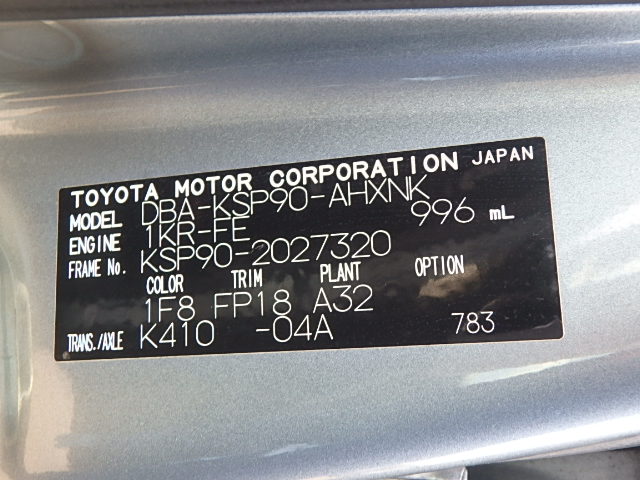 TOYOTA MOTOR CORPORATION JAPAN
MODEL DBA-KSP90-AHXNK
ENGINE 1KR-FE 996 mL
FRAME No. KSP90-2027320
COLOR TRIM PLANT OPTION
1F8 FP18 A32
TRANS./AXLE K410 -04A 783